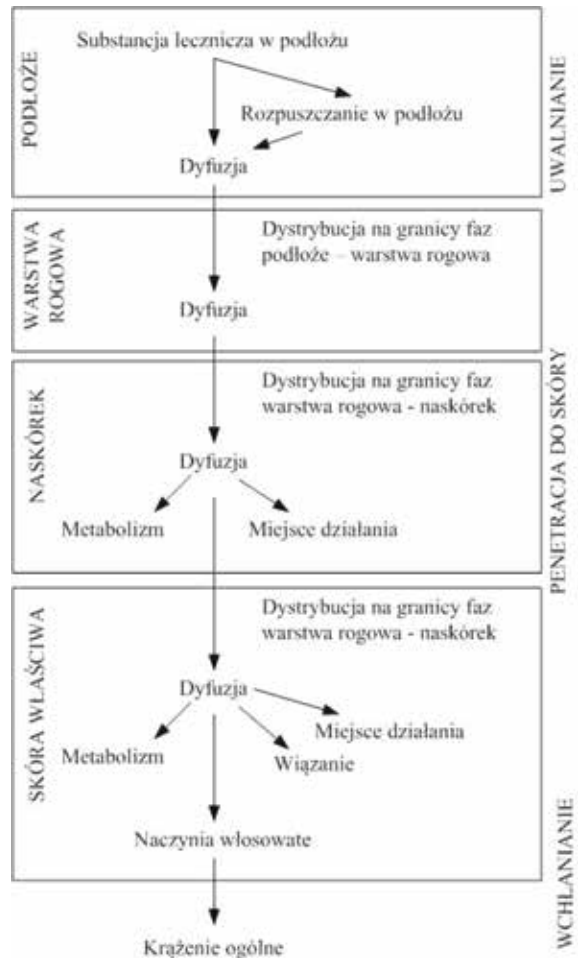 PODŁOŻE
Substancja lecznicza w podłożu
Rozpuszczanie w podłożu
Dyfuzja
UWALNIANIE
WARSTWA
ROGOWA
Dystrybucja na granicy faz
podłoże – warstwa rogowa
Dyfuzja
NASKÓREK
Dystrybucja na granicy faz
warstwa rogowa - naskórek
Dyfuzja
Metabolizm
Miejsce działania
PENETRACJA DO SKÓRY
SKÓRA WŁAŚCIWA
Dystrybucja na granicy faz
warstwa rogowa - naskórek
Dyfuzja
Miejsce działania
Metabolizm
Wiązanie
Naczynia włosowate
WCHŁANIANIE
Krążenie ogólne